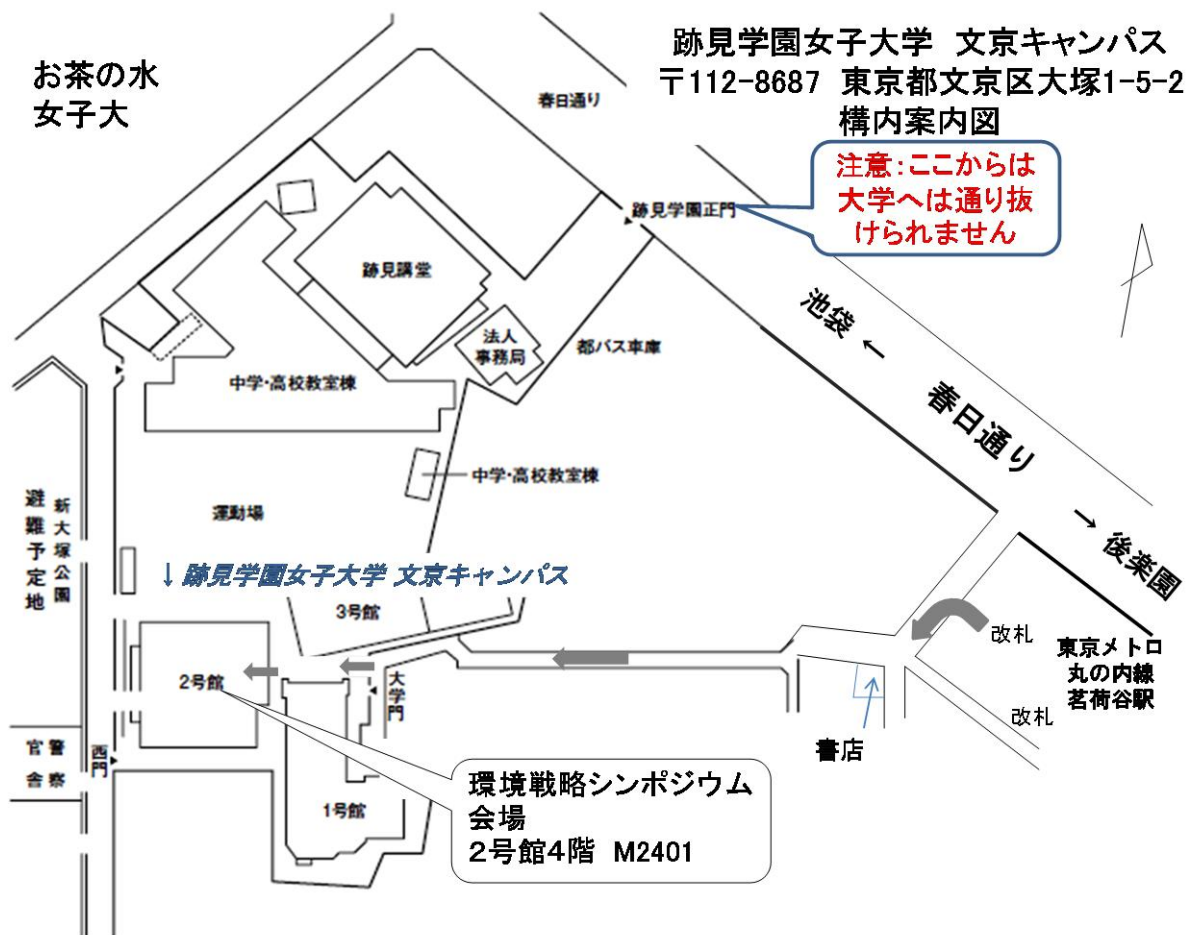 跡見学園女子大学 文京キャンパス
〒112-8687 東京都文京区大塚1-5-2
構内案内図
お茶の水
女子大
春日通り
注意：ここからは
大学へは通り抜
けられません
跡見学園正門
跡見講堂
法人
事務局
都バス車庫
池袋 ←
春日通り
→ 後楽園
中学・高校教室棟
中学・高校教室棟
運動場
新大塚公園
避難予定地
↓ 跡見学園女子大学 文京キャンパス
3号館
2号館
大学門
改札
東京メトロ
丸の内線
茗荷谷駅
改札
書店
警察
官舎
西門
1号館
環境戦略シンポジウム
会場
2号館4階 M2401